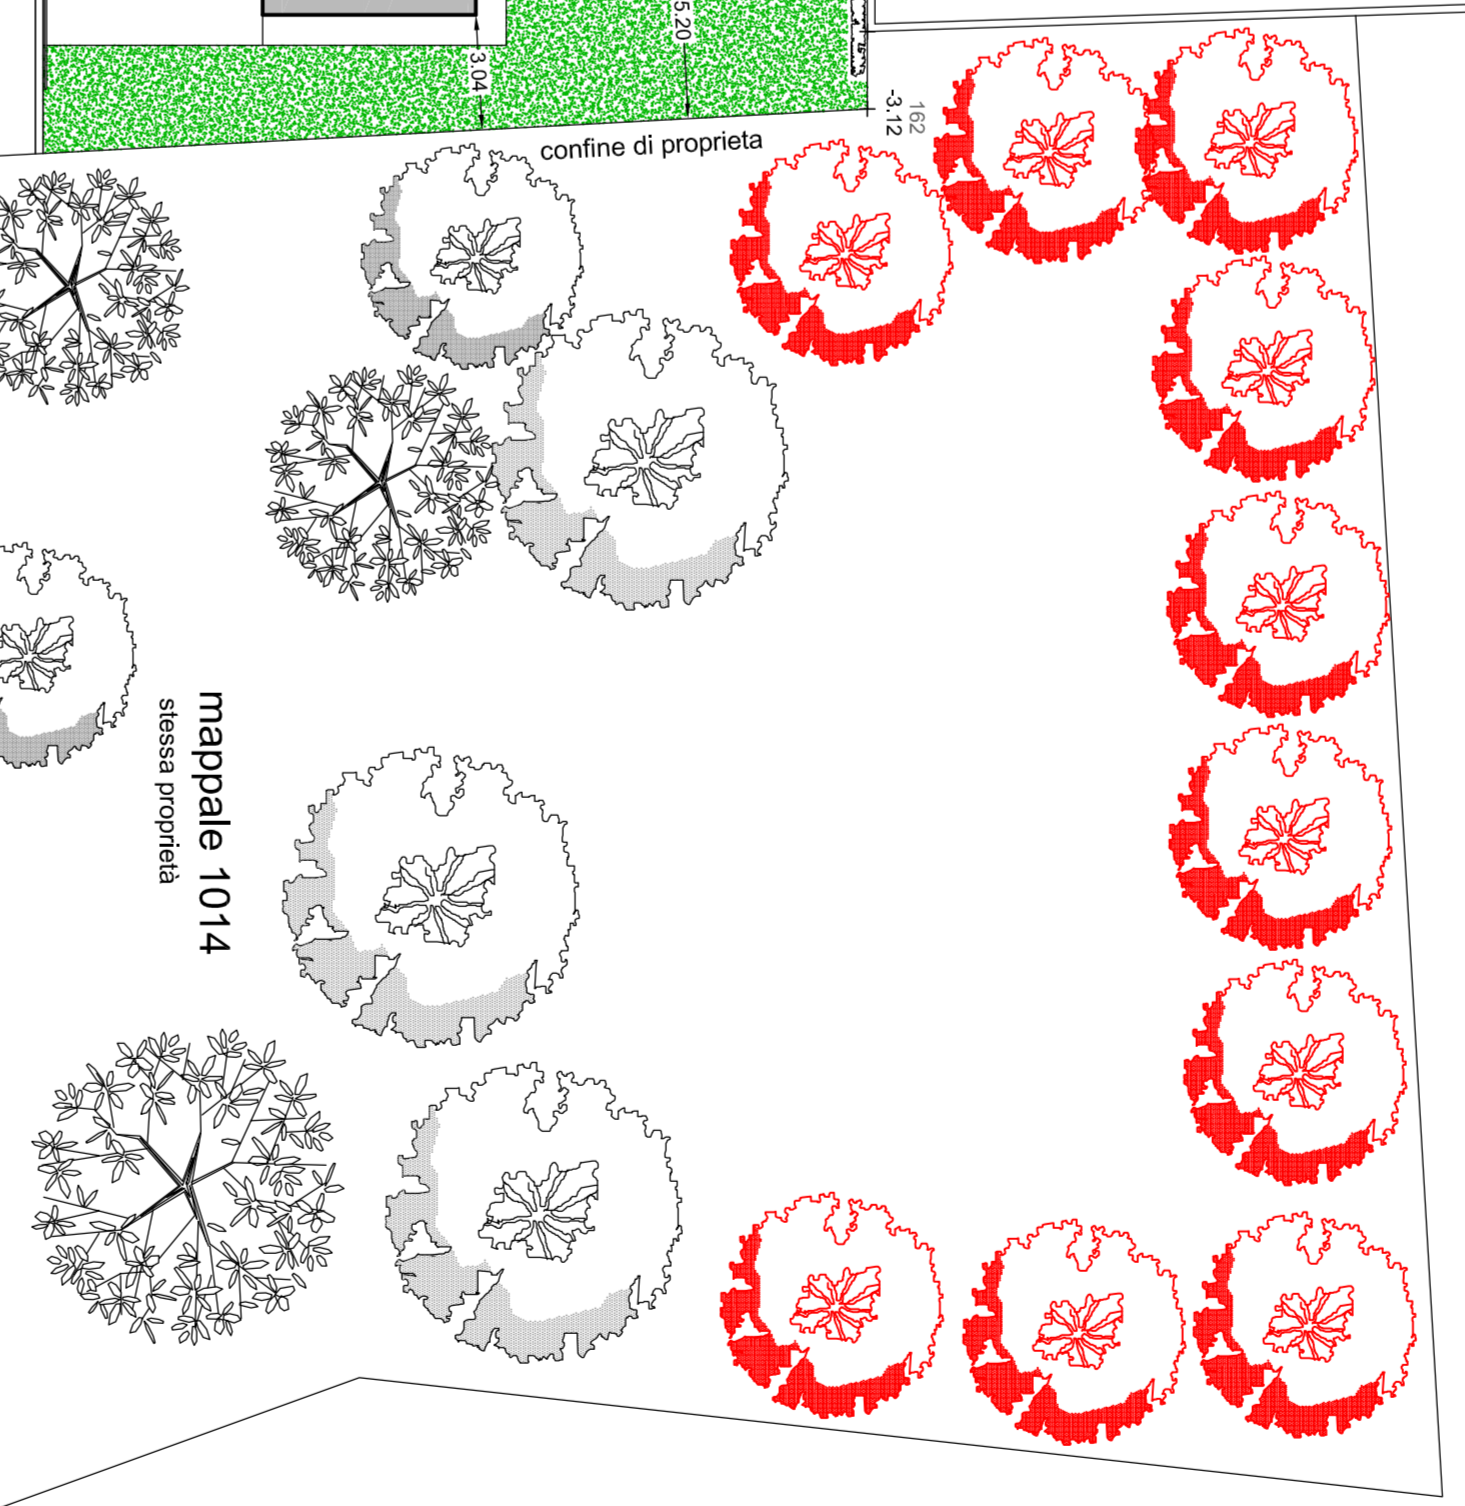 5.20
3.04
162
-3.12
confine di proprieta
mappale 1014
stessa proprietà